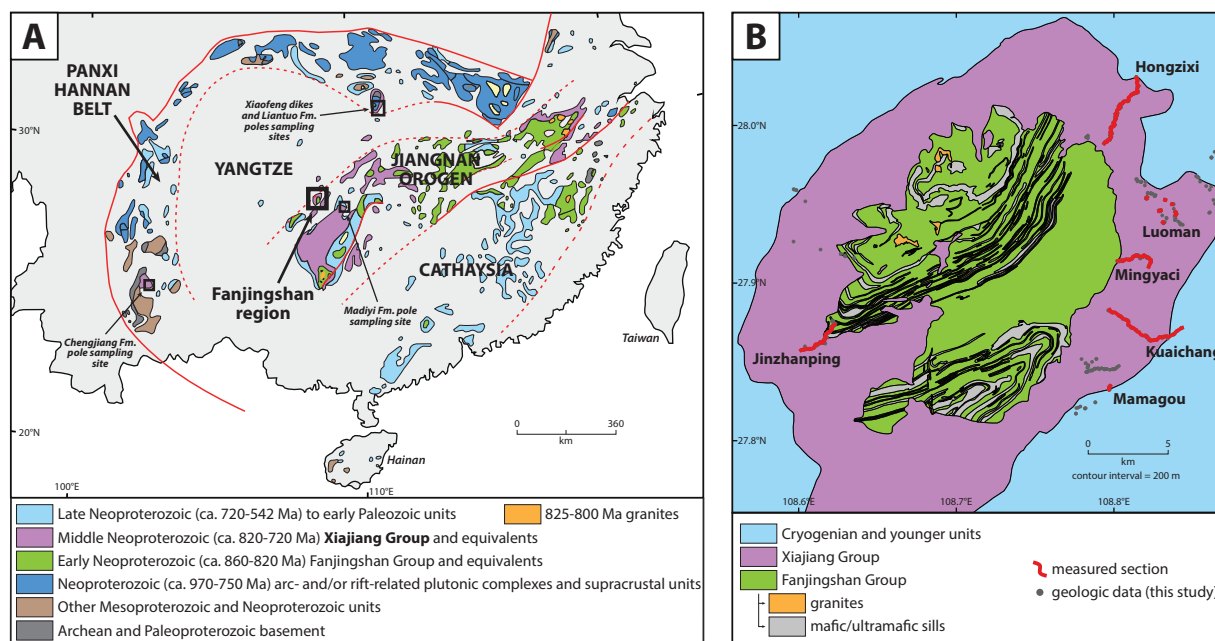 A
PANXI
HANNAN
BELT
Xiaofeng dikes
and Liantuo Fm.
poles sampling
sites
30°N
YANGTZE
JIANGNAN
OROGEN
CATHAYSIA
Fanjingshan
region
Madiyi Fm. pole
sampling site
Chengjiang Fm.
pole sampling
site
Taiwan
20°N
0 360
km
Hainan
100°E 110°E
Late Neoproterozoic (ca. 720-542 Ma) to early Paleozoic units
825-800 Ma granites
Middle Neoproterozoic (ca. 820-720 Ma) Xiajiang Group and equivalents
Early Neoproterozoic (ca. 860-820 Ma) Fanjingshan Group and equivalents
Neoproterozoic (ca. 970-750 Ma) arc- and/or rift-related plutonic complexes and supracrustal units
Other Mesoproterozoic and Neoproterozoic units
Archean and Paleoproterozoic basement
B
Hongzixi
28.0°N
Luoman
Mingyaci
27.9°N
Jinzhanping
Kuaichang
Mamagou
27.8°N
0 5
km
contour interval = 200 m
108.6°E 108.7°E 108.8°E
Cryogenian and younger units
Xiajiang Group
Fanjingshan Group
granites
mafic/ultramafic sills
measured section
geologic data (this study)